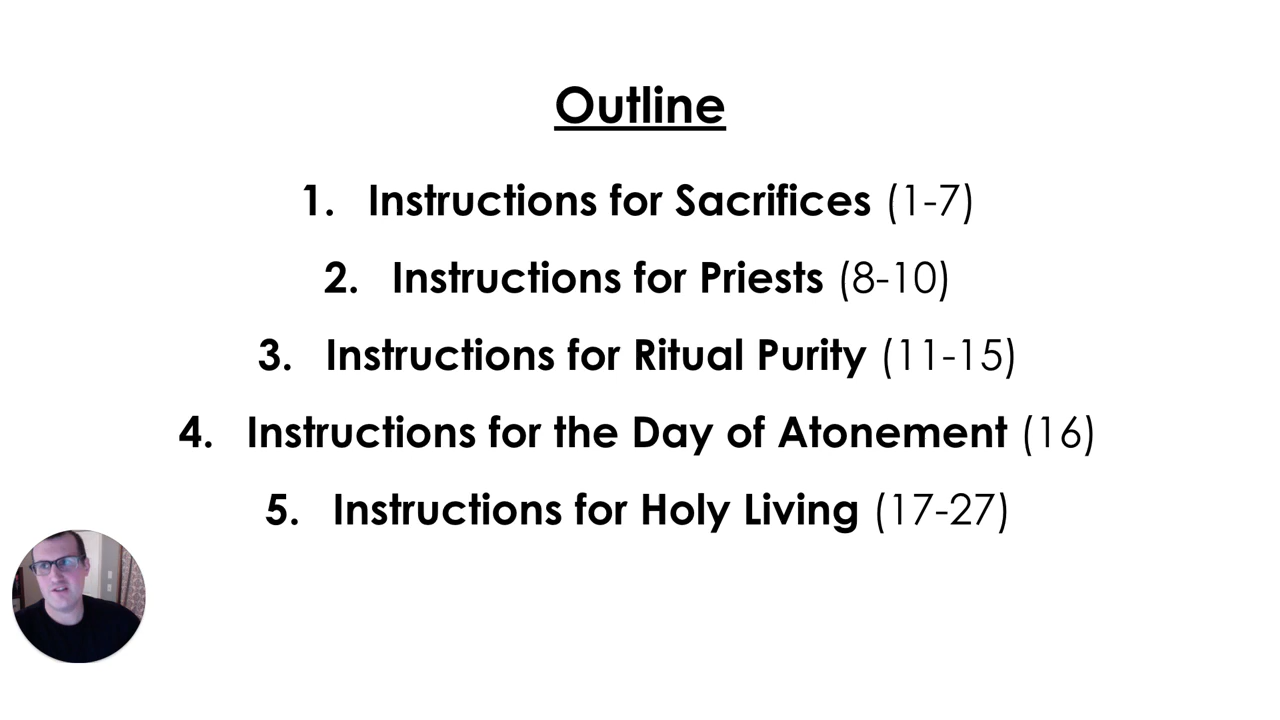 Outline
1. Instructions for Sacrifices (1-7)
2. Instructions for Priests (8-10)
3. Instructions for Ritual Purity (11-15)
4. Instructions for the Day of Atonement (16)
5. Instructions for Holy Living (17-27)